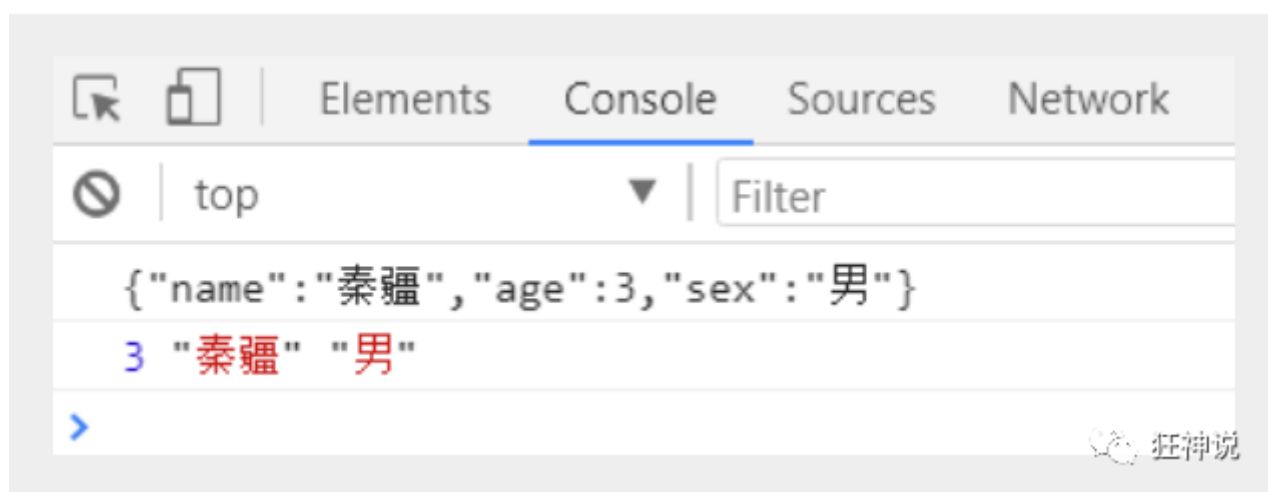 Elements Console Sources Network
top Filter
{"name":"秦疆","age":3,"sex":"男"}
3 "秦疆" "男"
狂神说